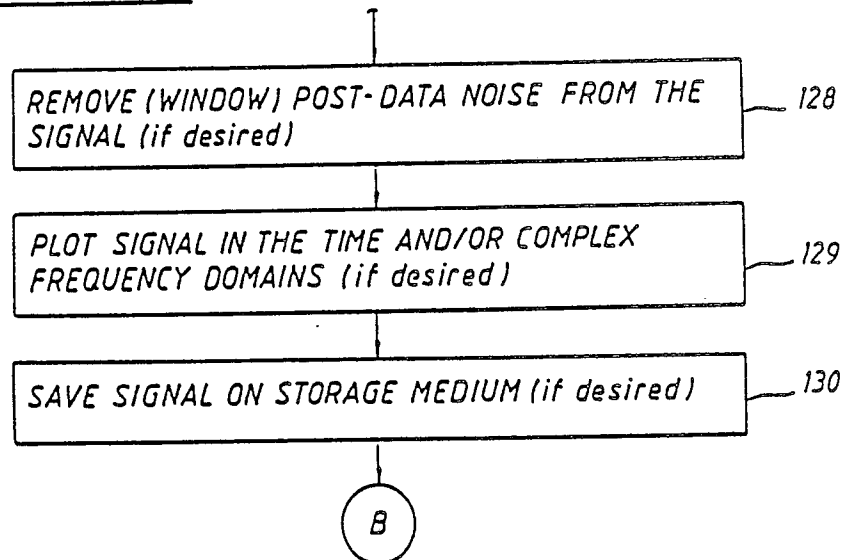 REMOVE (WINDOW) POST-DATA NOISE FROM THE
SIGNAL (if desired)
128
PLOT SIGNAL IN THE TIME AND/OR COMPLEX
FREQUENCY DOMAINS (if desired)
129
SAVE SIGNAL ON STORAGE MEDIUM (if desired)
130
B